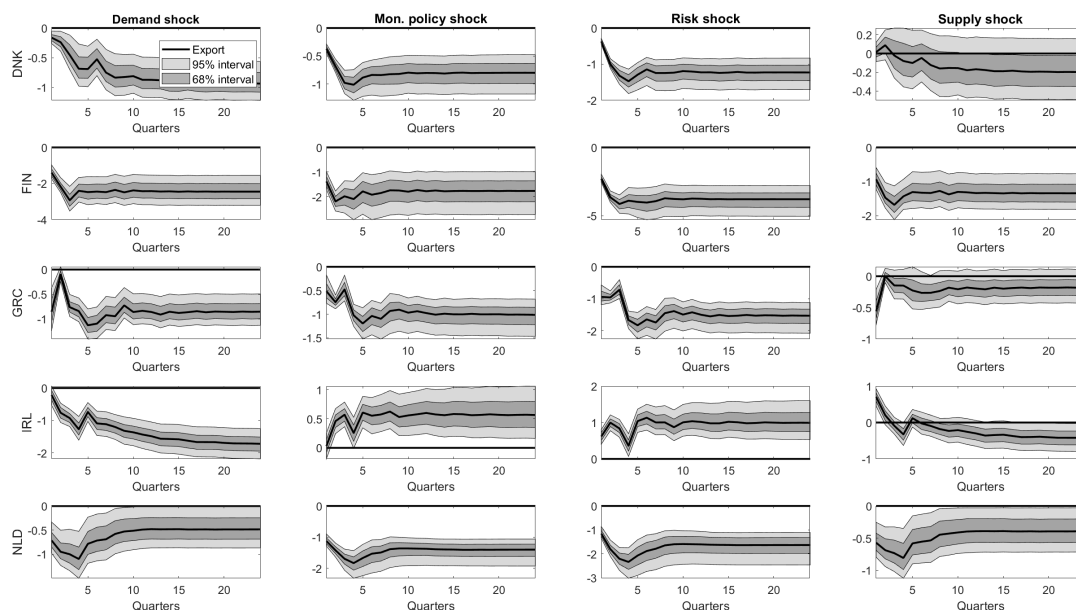 Demand shock
Mon. policy shock
Risk shock
Supply shock
DNK
0
-0.5
-1
5 10 15 20
Quarters
Export
95% interval
68% interval
0
-0.5
-1
5 10 15 20
Quarters
0
-1
-2
5 10 15 20
Quarters
0.2
0
-0.2
-0.4
5 10 15 20
Quarters
FIN
0
-2
-4
5 10 15 20
Quarters
0
-1
-2
5 10 15 20
Quarters
0
-5
5 10 15 20
Quarters
0
-1
-2
5 10 15 20
Quarters
GRC
0
-0.5
-1
5 10 15 20
Quarters
0
-0.5
-1
-1.5
5 10 15 20
Quarters
0
-1
-2
5 10 15 20
Quarters
0
-0.5
1
5 10 15 20
Quarters
IRL
0
-1
-2
5 10 15 20
Quarters
1
0.5
0
5 10 15 20
Quarters
2
1
0
5 10 15 20
Quarters
1
0
1
5 10 15 20
Quarters
NLD
0
-0.5
-1
5 10 15 20
Quarters
0
-1
-2
5 10 15 20
Quarters
0
-1
-2
-3
5 10 15 20
Quarters
0
-0.5
-1
5 10 15 20
Quarters